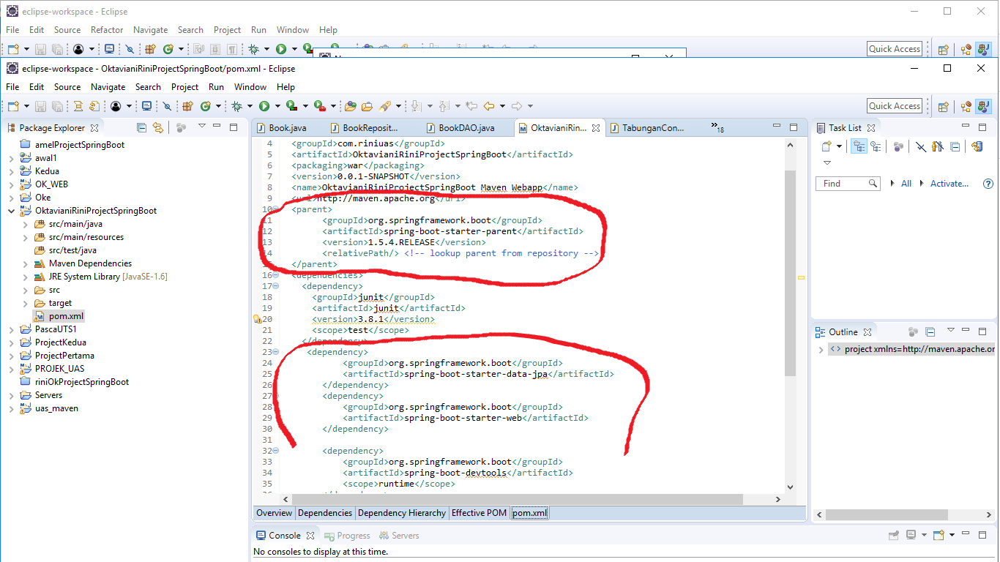 eclipse-workspace - Eclipse
File Edit Source Refactor Navigate Search Project Run Window Help
Quick Access
eclipse-workspace - OktavianiRiniProjectSpringBoot/pom.xml - Eclipse
File Edit Source Navigate Search Project Run Window Help
Quick Access
Package Explorer
amelProjectSpringBoot
awal1
Kedua
OK_WEB
Oke
OktavianiRiniProjectSpringBoot
src/main/java
src/main/resources
src/test/java
Maven Dependencies
JRE System Library [JavaSE-1.6]
src
target
pom.xml
PascaUTS1
ProjectKedua
ProjectPertama
PROJEK_UAS
riniOkProjectSpringBoot
Servers
uas_maven
Book.java BookReposit... BookDAO.java OktavianiRin... TabunganCon... »18
4 <groupId>com.riniuas</groupId>
5 <artifactId>OktavianiRiniProjectSpringBoot</artifactId>
6 <packaging>war</packaging>
7 <version>0.0.1-SNAPSHOT</version>
8 <name>OktavianiRiniProjectSpringBoot Maven Webapp</name>
9 <url>http://maven.apache.org</url>
10 <parent>
11 <groupId>org.springframework.boot</groupId>
12 <artifactId>spring-boot-starter-parent</artifactId>
13 <version>1.5.4.RELEASE</version>
14 <relativePath/> <!-- lookup parent from repository -->
15 </parent>
16 <dependencies>
17 <dependency>
18 <groupId>junit</groupId>
19 <artifactId>junit</artifactId>
20 <version>3.8.1</version>
21 <scope>test</scope>
22 </dependency>
23 <dependency>
24 <groupId>org.springframework.boot</groupId>
25 <artifactId>spring-boot-starter-data-jpa</artifactId>
26 </dependency>
27 <dependency>
28 <groupId>org.springframework.boot</groupId>
29 <artifactId>spring-boot-starter-web</artifactId>
30 </dependency>
31
32 <dependency>
33 <groupId>org.springframework.boot</groupId>
34 <artifactId>spring-boot-devtools</artifactId>
35 <scope>runtime</scope>
Overview Dependencies Dependency Hierarchy Effective POM pom.xml
Console Progress Servers
No consoles to display at this time.
Task List
Find All Activate...
Outline
project xmlns=http://maven.apache.or